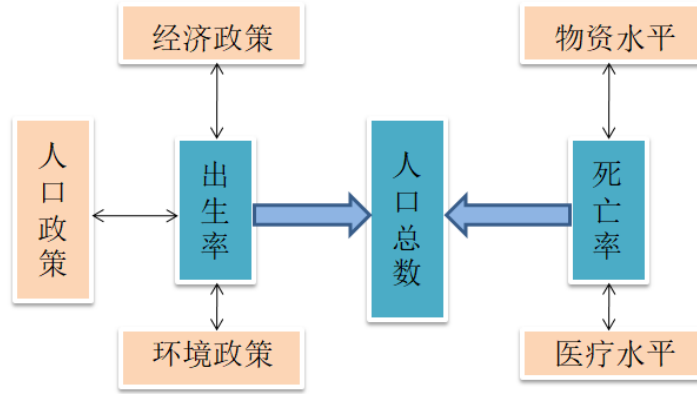 经济政策
物资水平
人口政策
出生率
人口总数
死亡率
环境政策
医疗水平